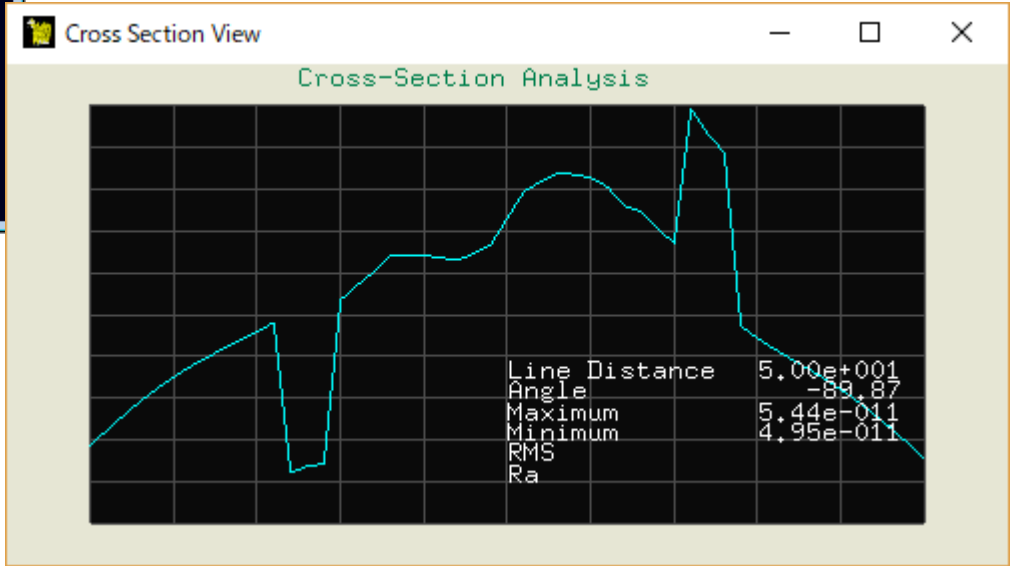 Cross Section View
Cross-Section Analysis
Line Distance 5.00e+001
Angle -89.87
Maximum 5.44e-011
Minimum 4.95e-011
RMS
Ra